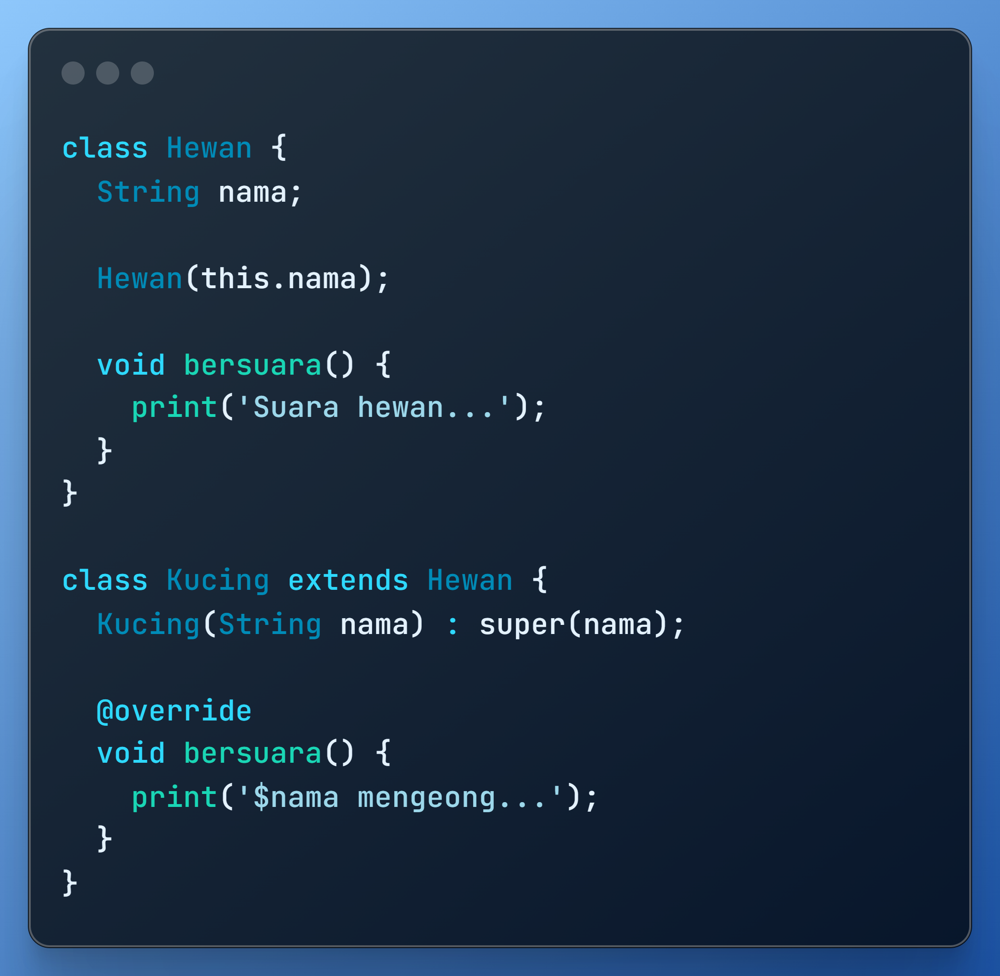 class Hewan {
  String nama;

  Hewan(this.nama);

  void bersuara() {
    print('Suara hewan...');
  }
}

class Kucing extends Hewan {
  Kucing(String nama) : super(nama);

  @override
  void bersuara() {
    print('$nama mengeong...');
  }
}